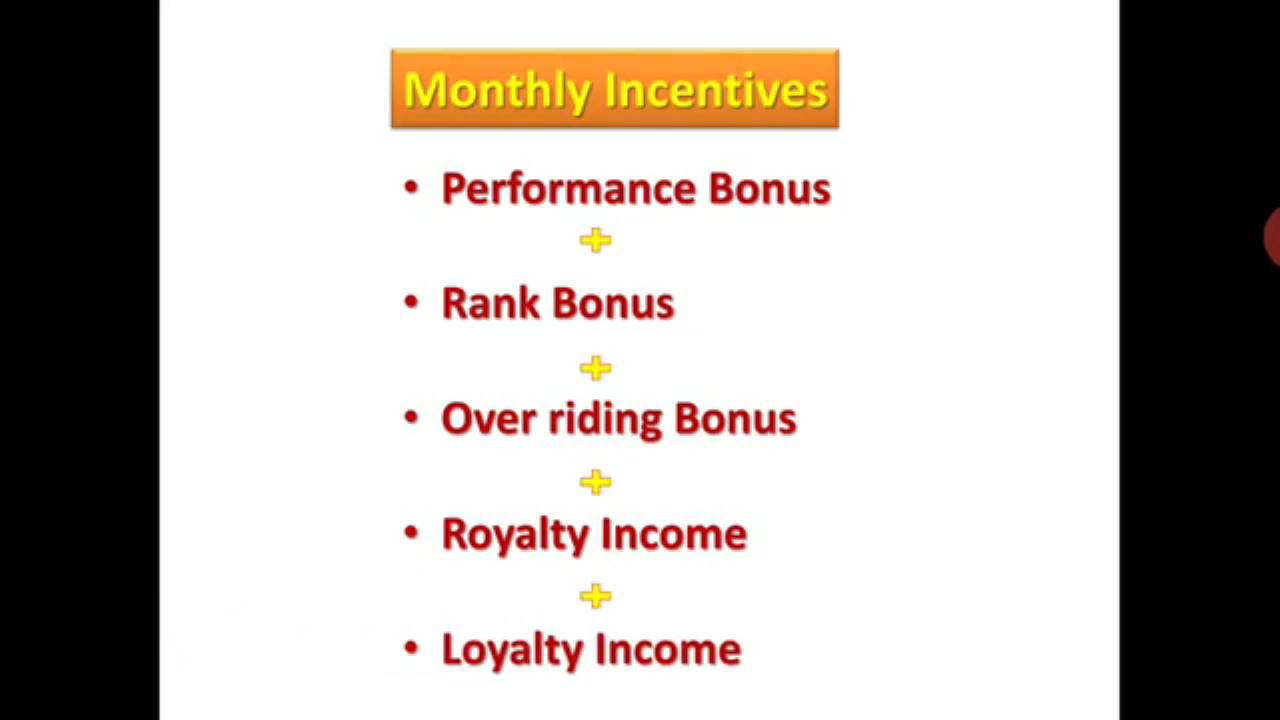 Monthly Incentives
• Performance Bonus
+
• Rank Bonus
+
• Over riding Bonus
+
• Royalty Income
+
• Loyalty Income